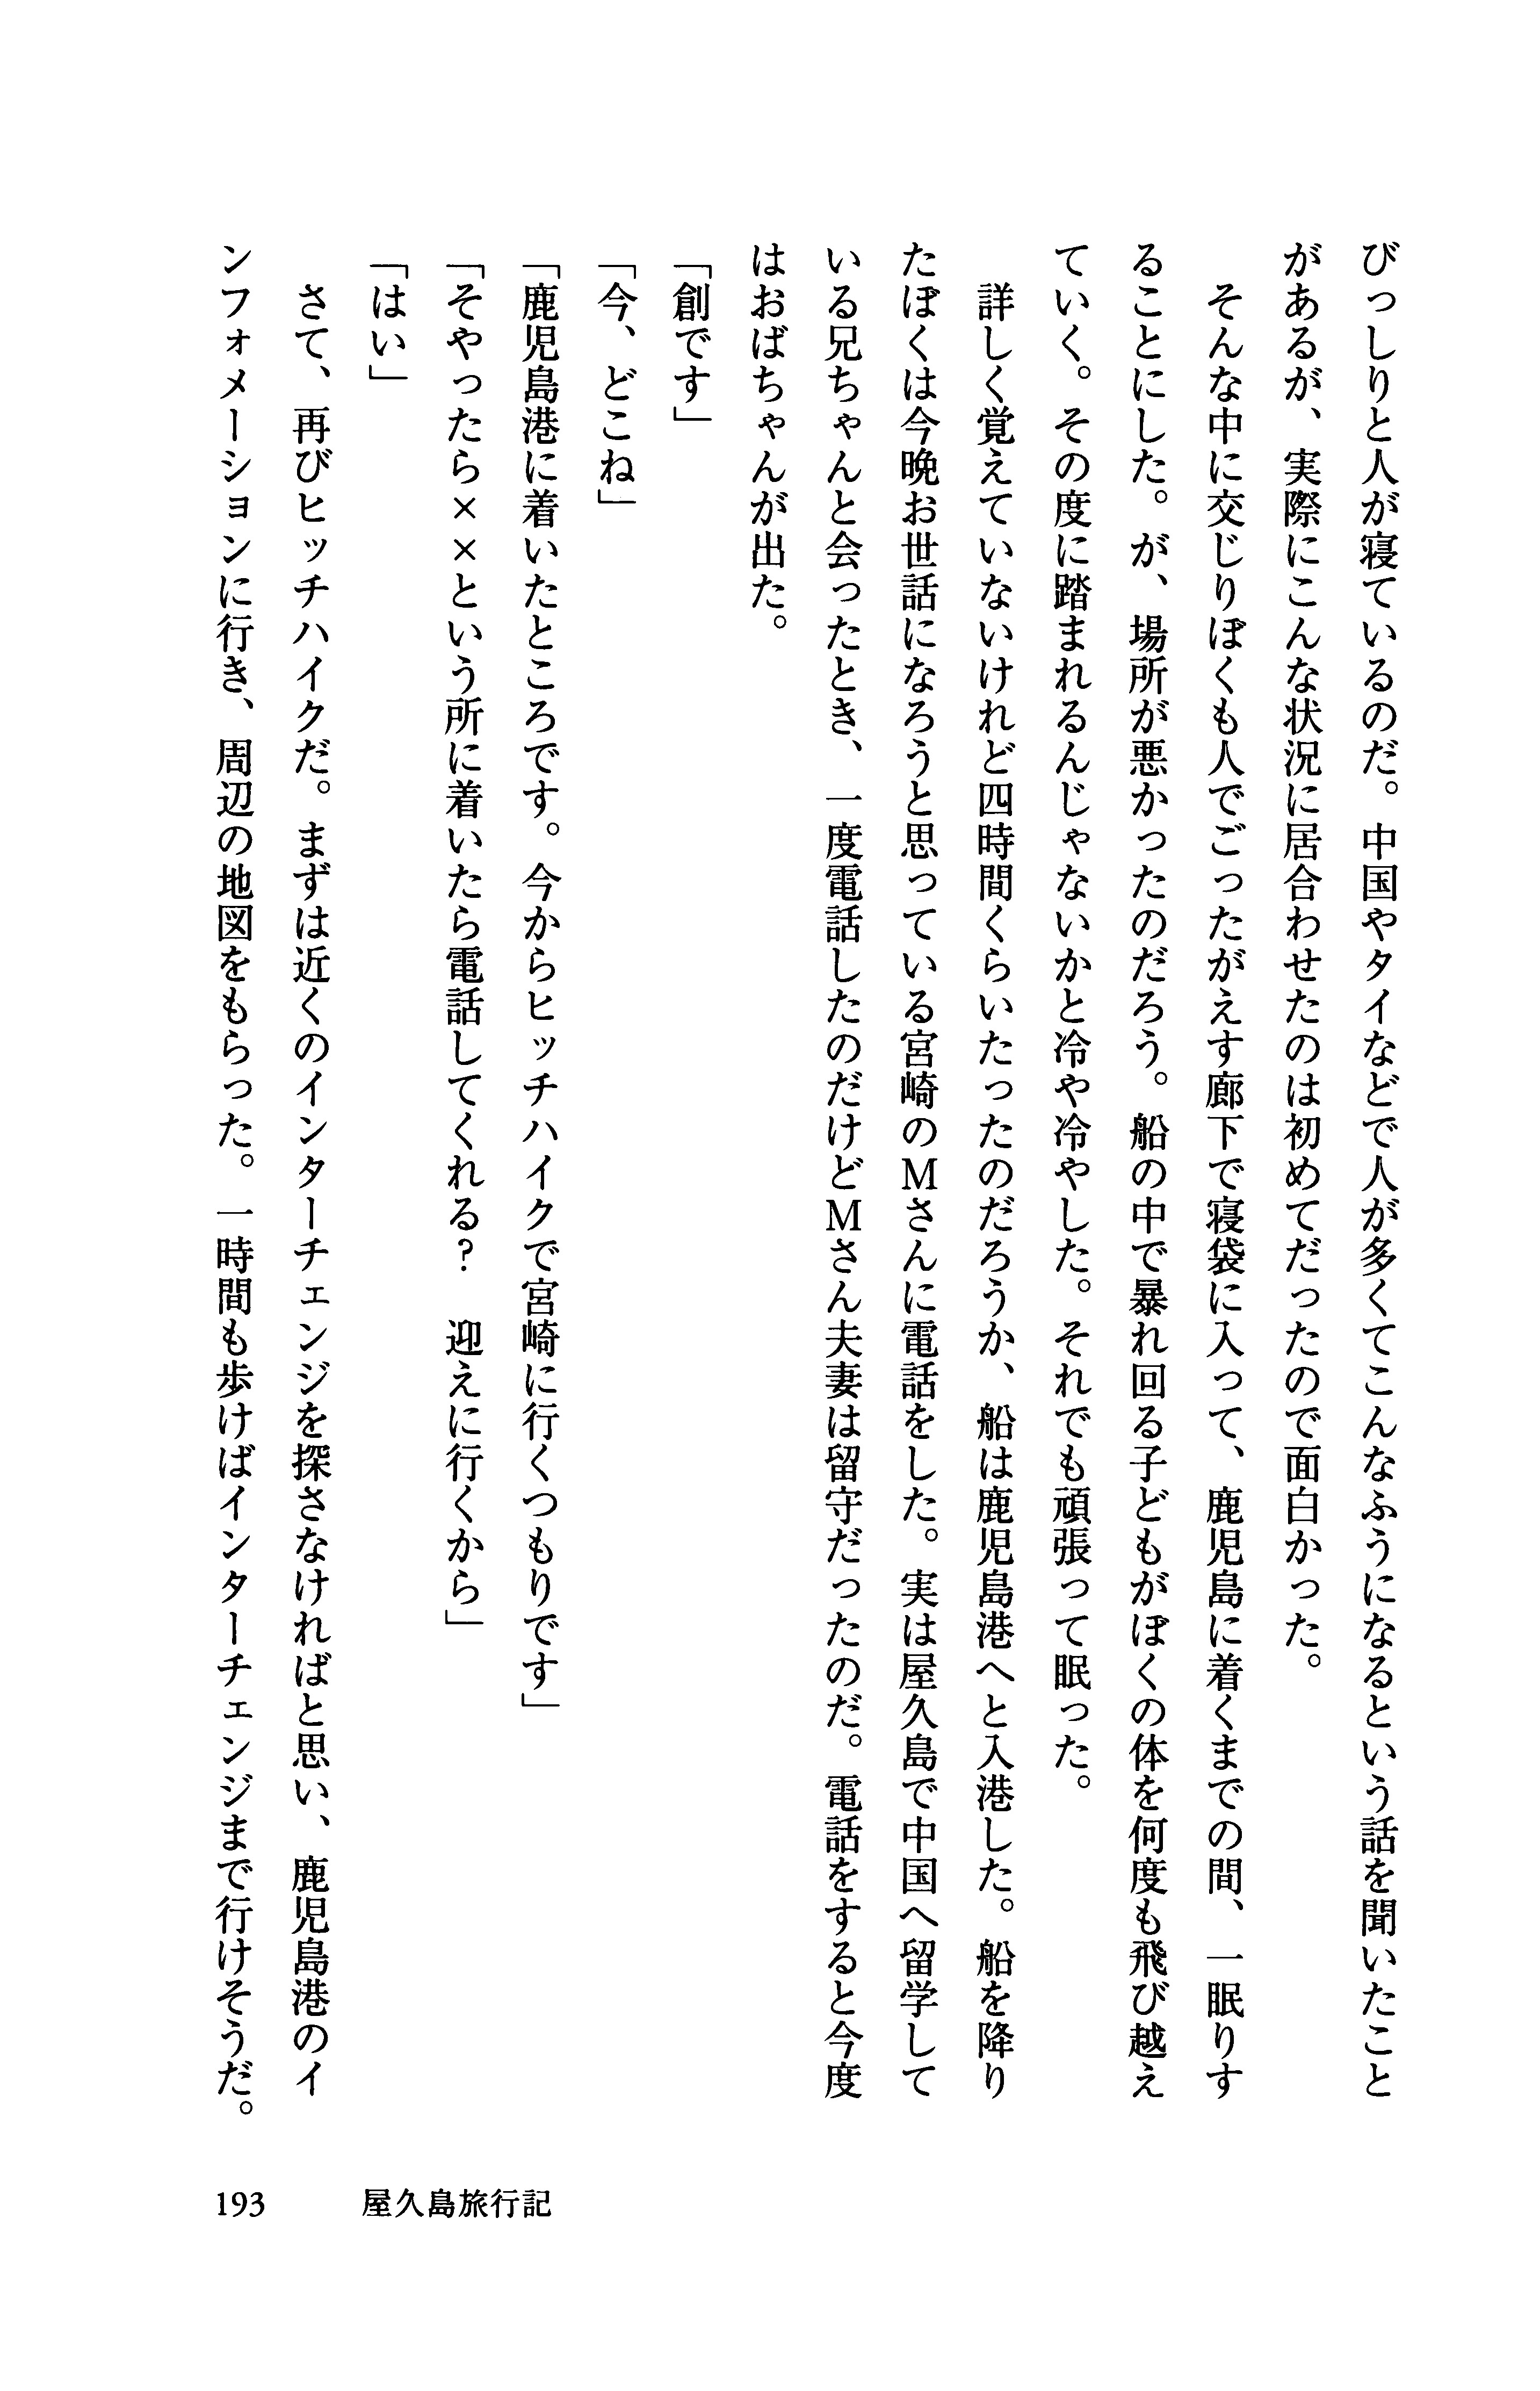 びっしりと人が寝ているのだ。中国やタイなどで人が多くてこんなふうになるという話を聞いたこと
があるが、実際にこんな状況に居合わせたのは初めてだったので面白かった。
　そんな中に交じりぼくも人でごったがえす廊下で寝袋に入って、鹿児島に着くまでの間、一眠りす
ることにした。が、場所が悪かったのだろう。船の中で暴れ回る子どもがぼくの体を何度も飛び越え
ていく。その度に踏まれるんじゃないかと冷や冷やした。それでも頑張って眠った。
　詳しく覚えていないけれど四時間くらいたったのだろうか、船は鹿児島港へと入港した。船を降り
たぼくは今晩お世話になろうと思っている宮崎のMさんに電話をした。実は屋久島で中国へ留学して
いる兄ちゃんと会ったとき、一度電話したのだけどMさん夫妻は留守だったのだ。電話をすると今度
はおばちゃんが出た。
「創です」
「今、どこね」
「鹿児島港に着いたところです。今からヒッチハイクで宮崎に行くつもりです」
「そやったら××という所に着いたら電話してくれる?　迎えに行くから」
「はい」
　さて、再びヒッチハイクだ。まずは近くのインターチェンジを探さなければと思い、鹿児島港のイ
ンフォメーションに行き、周辺の地図をもらった。一時間も歩けばインターチェンジまで行けそうだ。
193　屋久島旅行記